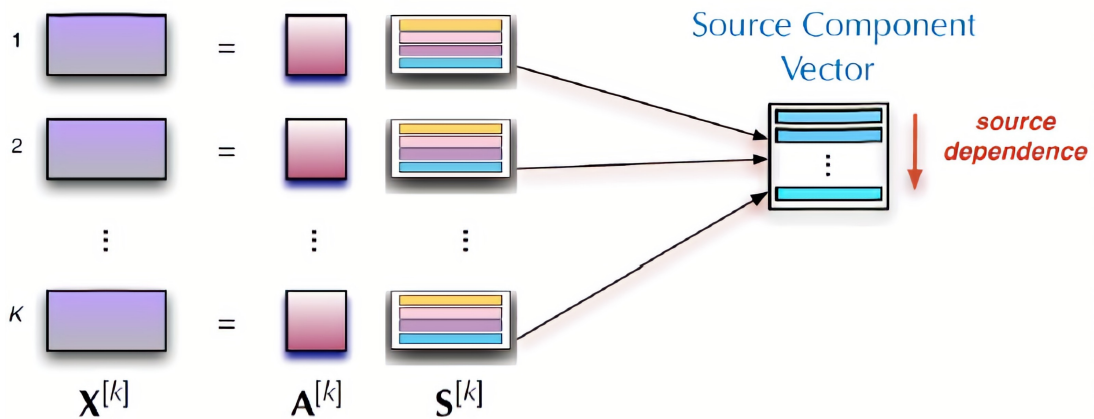 1 = Source Component
Vector
source
dependence
2 =
⋮ ⋮ ⋮ ⋮
K =
X^[k] A^[k] S^[k]